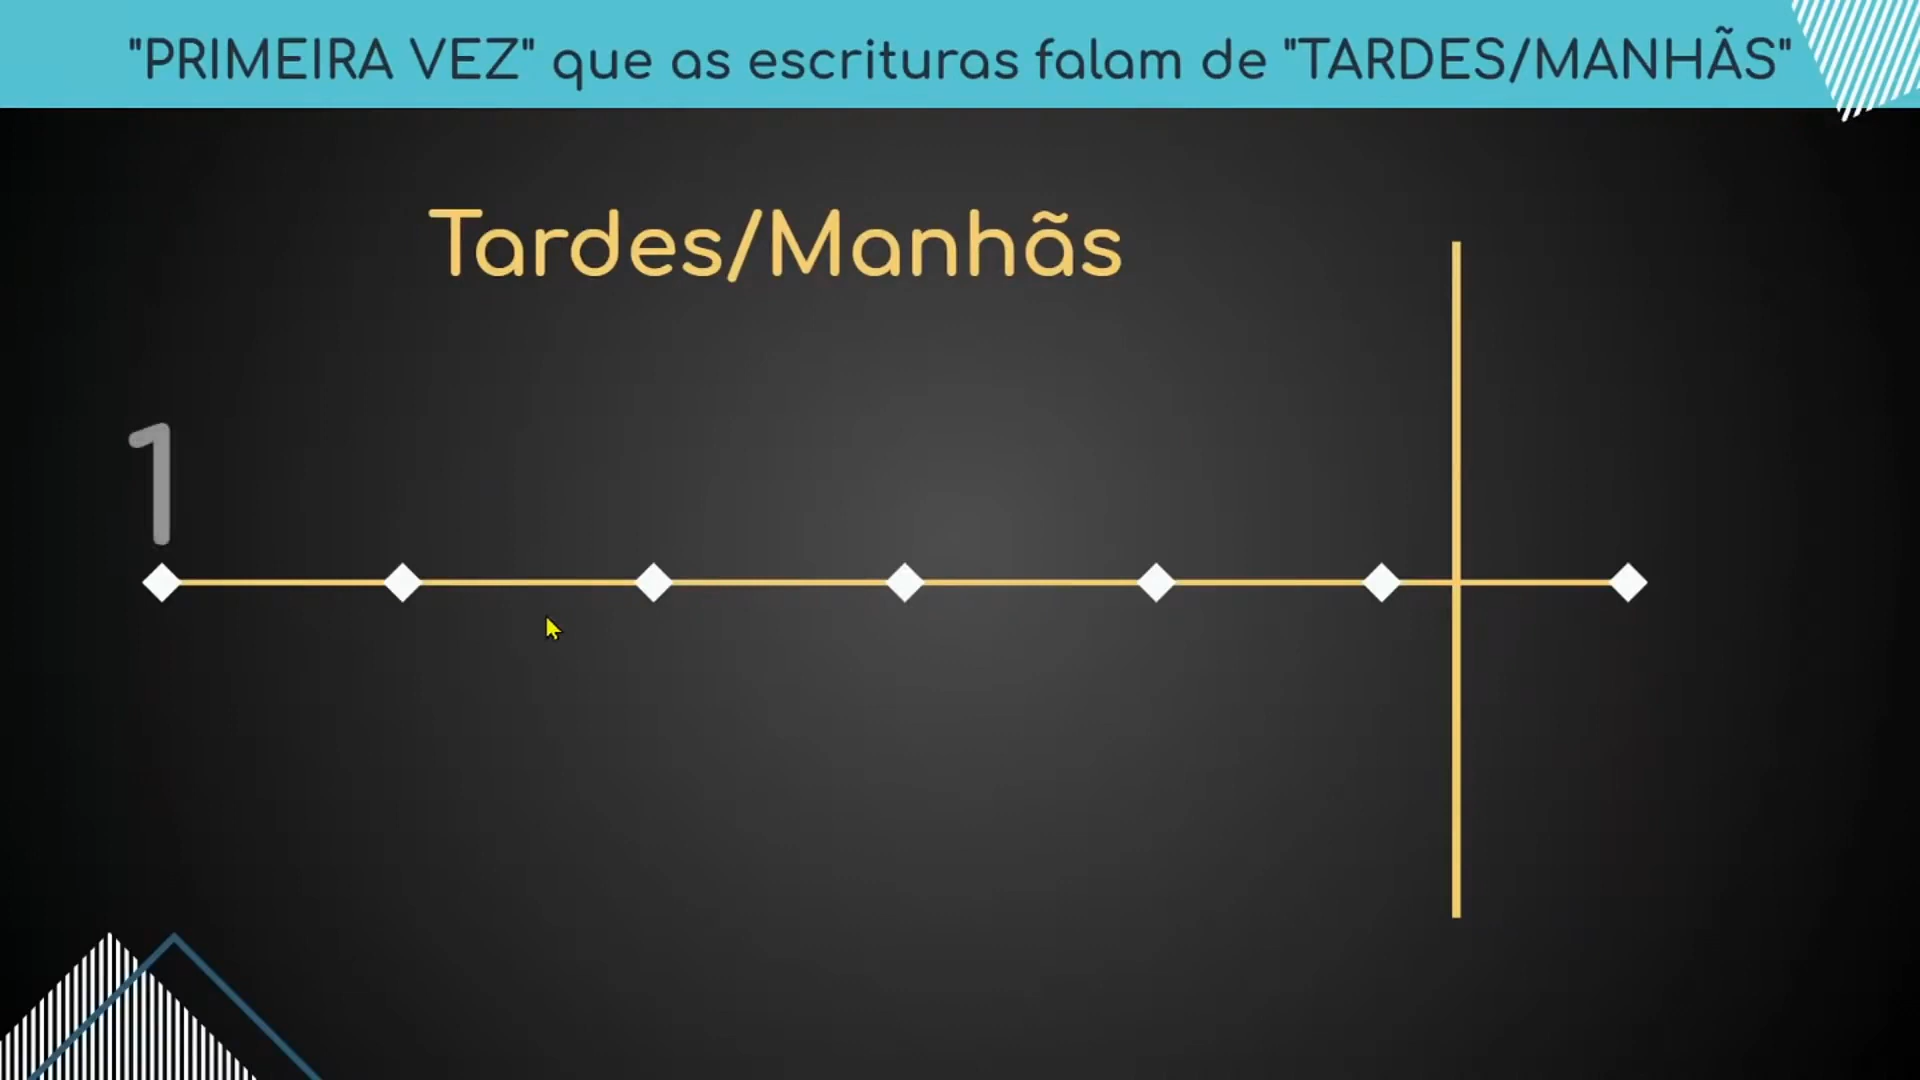 "PRIMEIRA VEZ" que as escrituras falam de "TARDES/MANHÃS"
Tardes/Manhãs
1